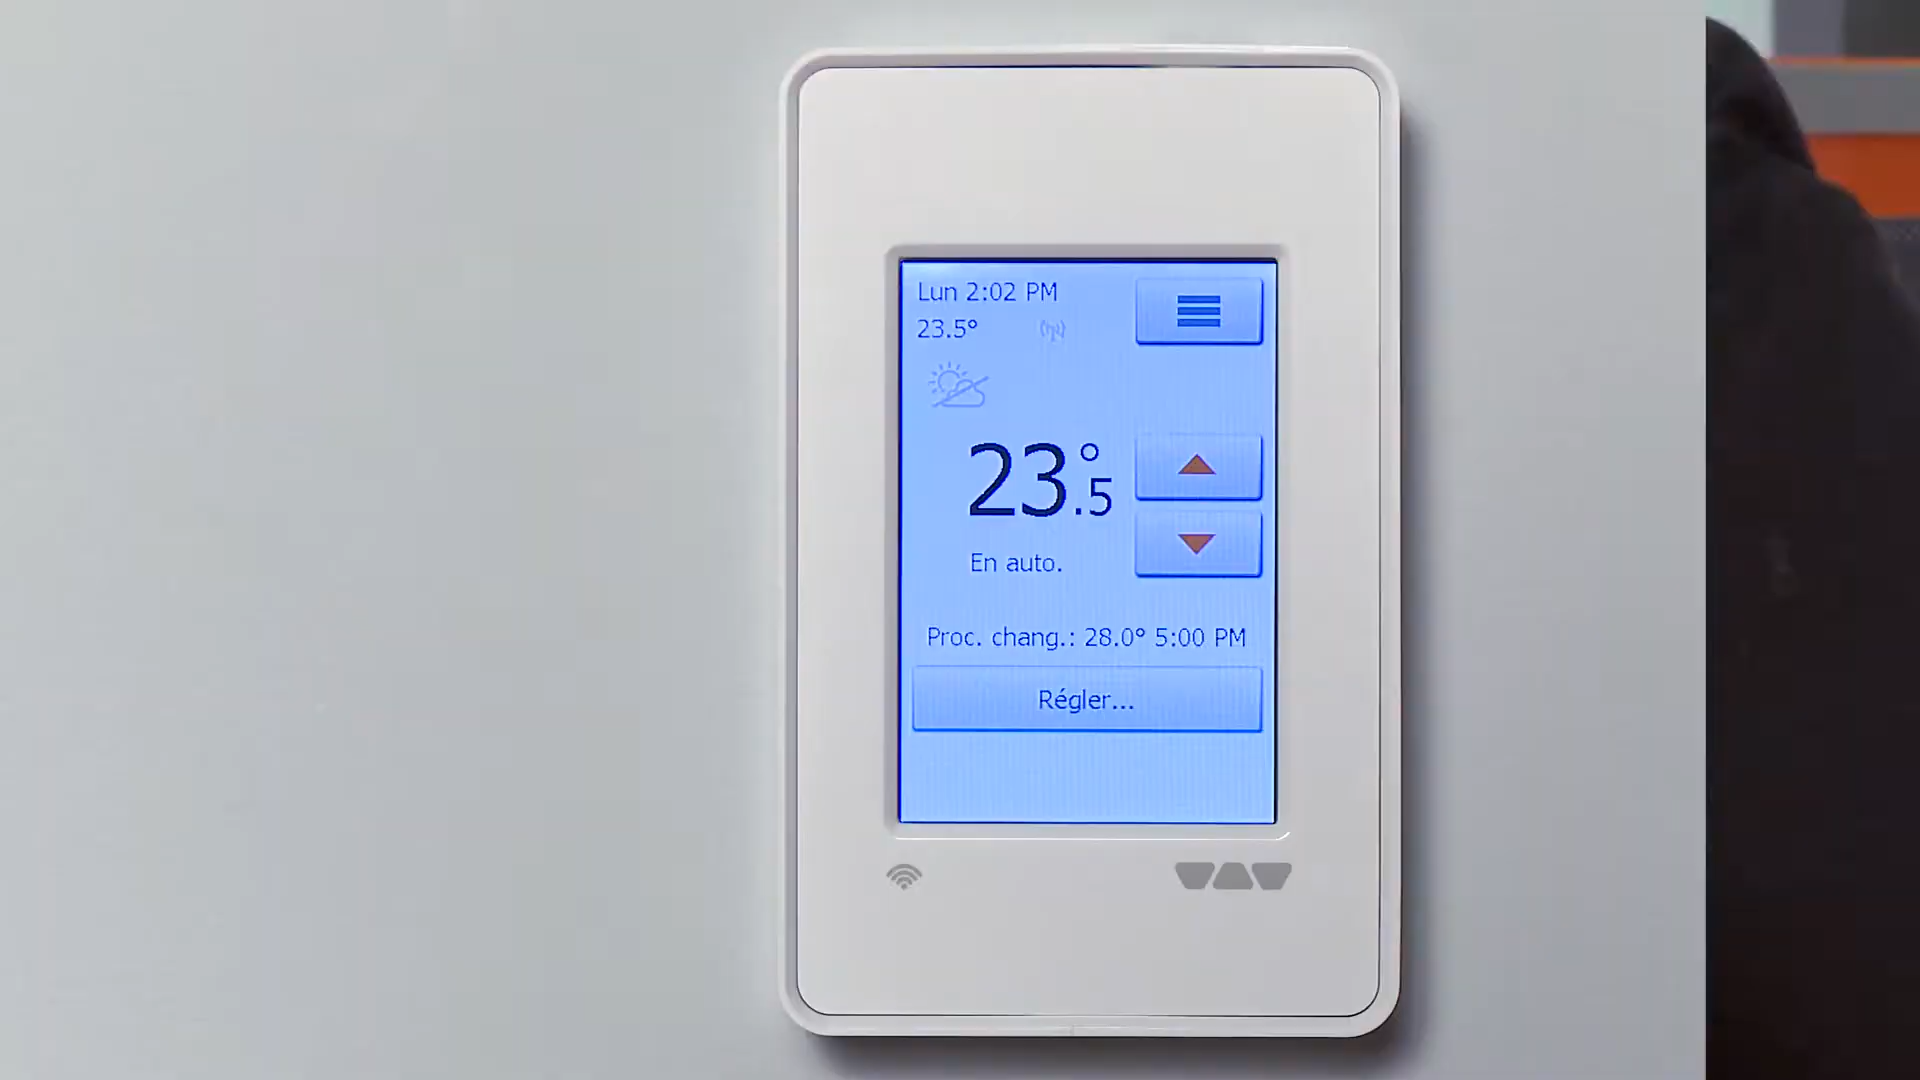 Lun 2:02 PM
23.5°
23.5°
En auto.
Proc. chang.: 28.0° 5:00 PM
Régler...